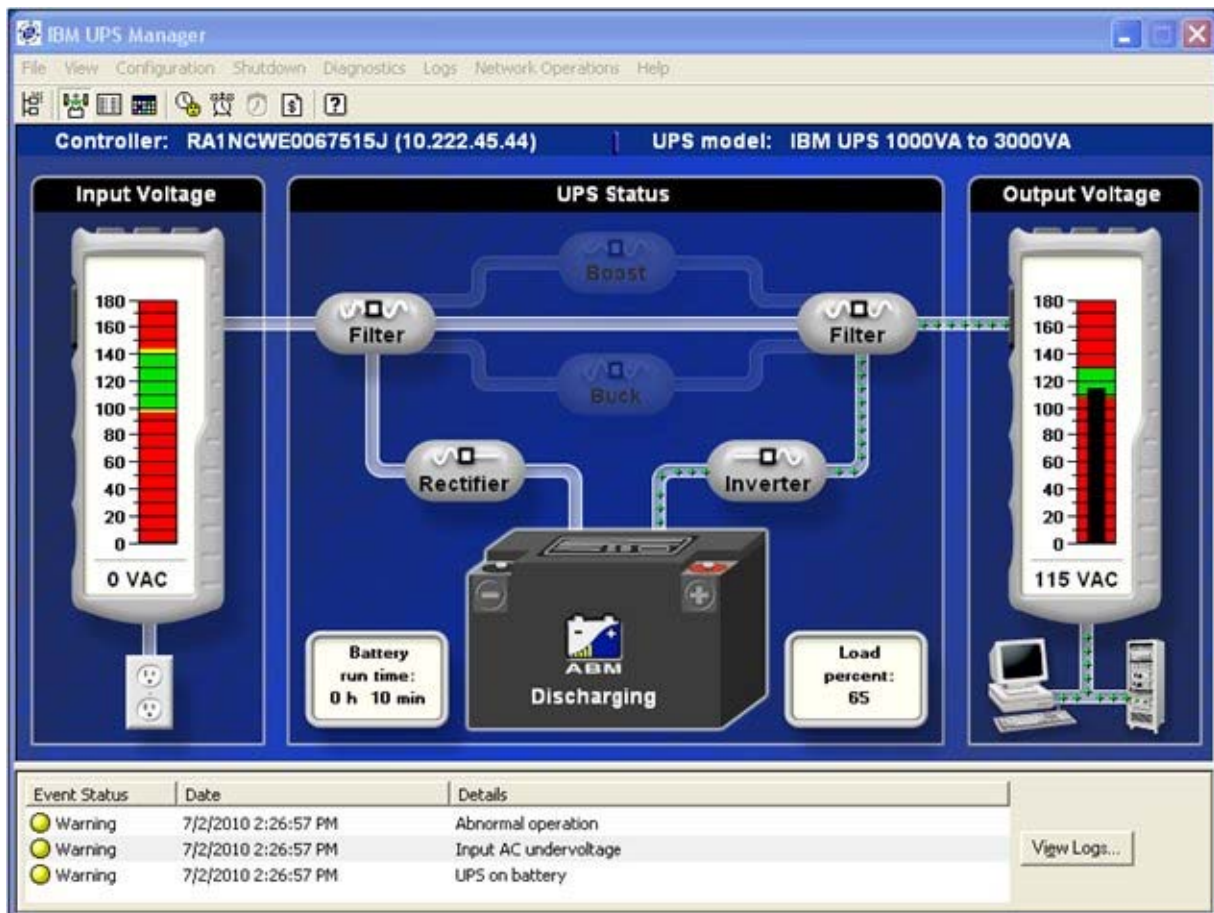 IBM UPS Manager
File View Configuration Shutdown Diagnostics Logs Network Operations Help
Controller: RA1NCWE0067515J (10.222.45.44) UPS model: IBM UPS 1000VA to 3000VA
Input Voltage
180
160
140
120
100
80
60
40
20
0
0 VAC
UPS Status
Boost
Filter
Filter
Buck
Rectifier
Inverter
Battery
run time:
0 h 10 min
ABM
Discharging
Load
percent:
65
Output Voltage
180
160
140
120
100
80
60
40
20
0
115 VAC
Event Status Date Details
Warning 7/2/2010 2:26:57 PM Abnormal operation
Warning 7/2/2010 2:26:57 PM Input AC undervoltage
Warning 7/2/2010 2:26:57 PM UPS on battery
View Logs...